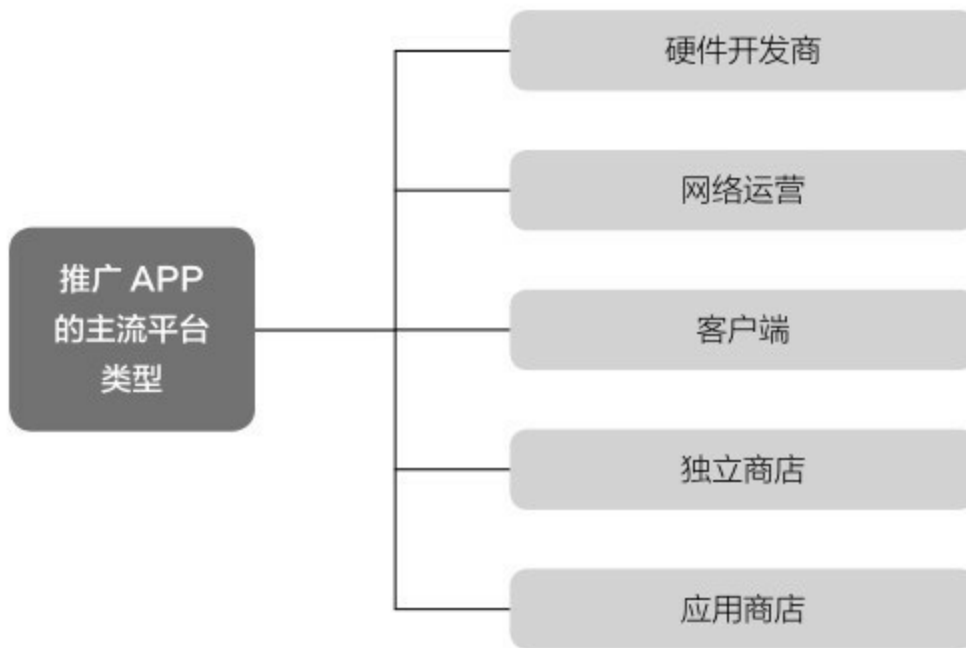 推广 APP
的主流平台
类型
硬件开发商
网络运营
客户端
独立商店
应用商店